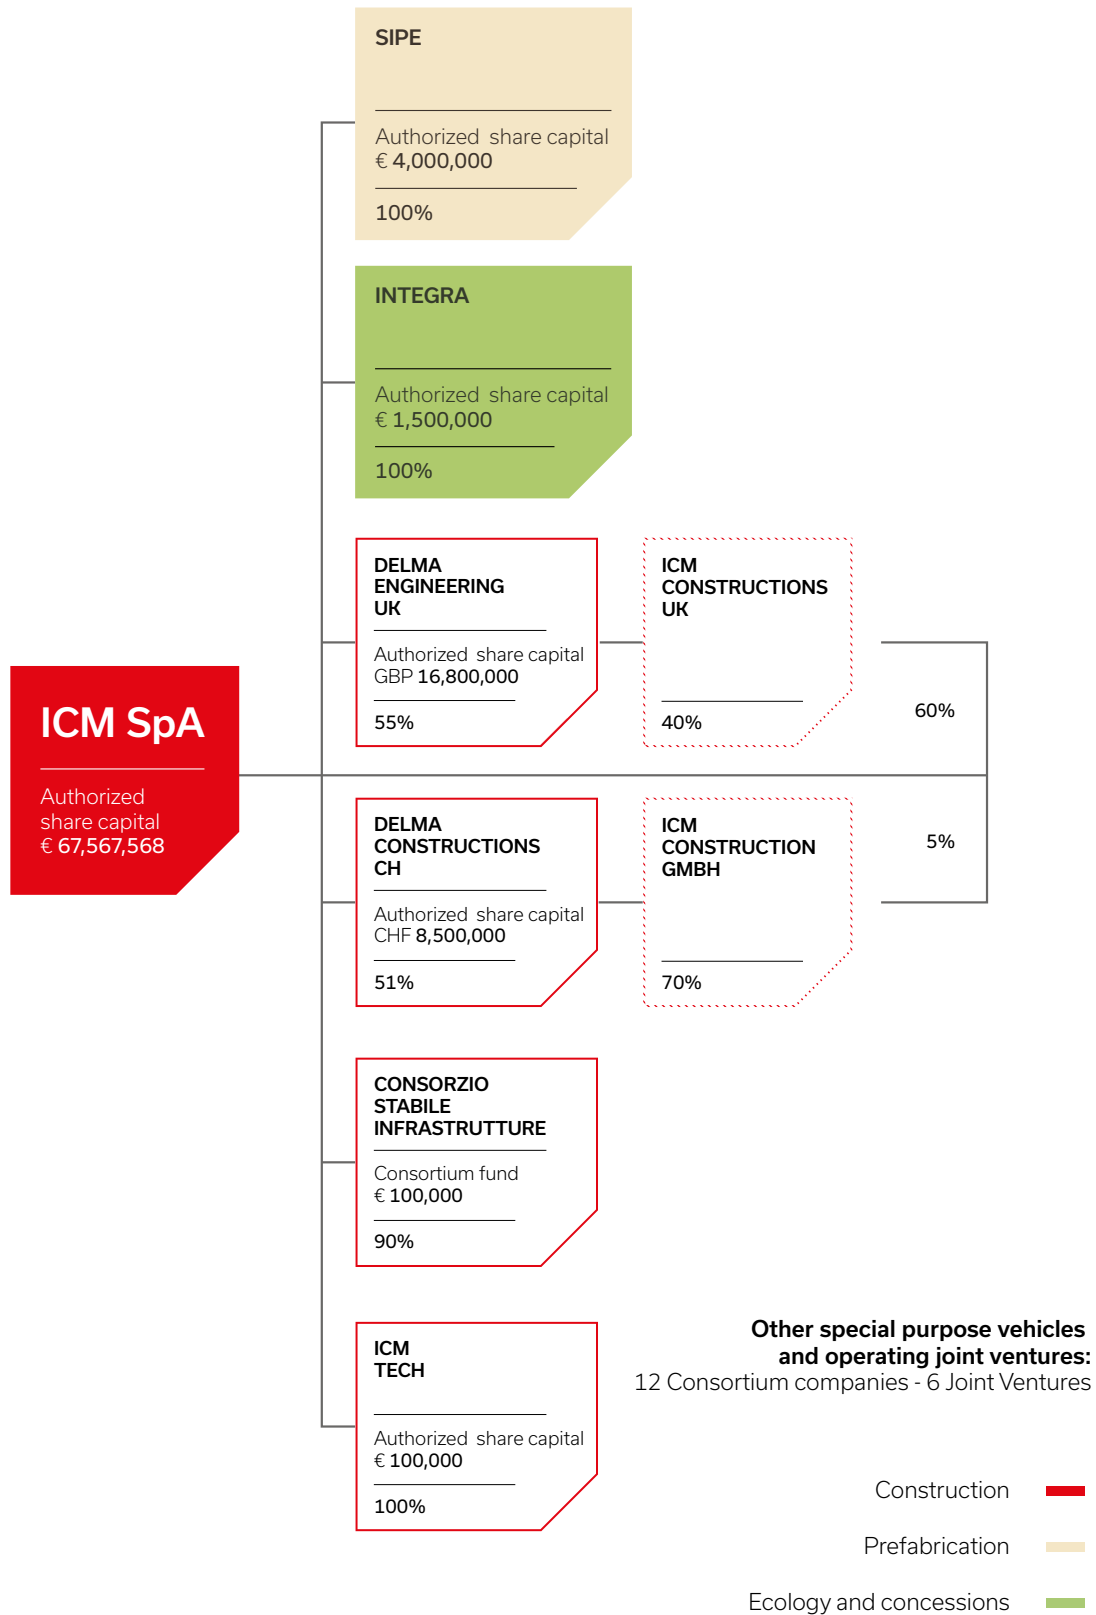 SIPE
Authorized share capital
€ 4,000,000
100%
INTEGRA
Authorized share capital
€ 1,500,000
100%
DELMA
ENGINEERING
UK
Authorized share capital
GBP 16,800,000
55%
ICM
CONSTRUCTIONS
UK
40%
60%
ICM SpA
Authorized
share capital
€ 67,567,568
DELMA
CONSTRUCTIONS
CH
Authorized share capital
CHF 8,500,000
51%
ICM
CONSTRUCTION
GMBH
70%
5%
CONSORZIO
STABILE
INFRASTRUTTURE
Consortium fund
€ 100,000
90%
ICM
TECH
Authorized share capital
€ 100,000
100%
Other special purpose vehicles
and operating joint ventures:
12 Consortium companies - 6 Joint Ventures
Construction
Prefabrication
Ecology and concessions